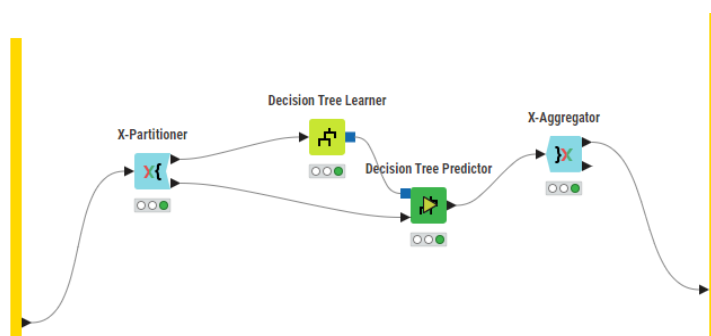 Decision Tree Learner
X-Aggregator
X-Partitioner
Decision Tree Predictor
X{
}X